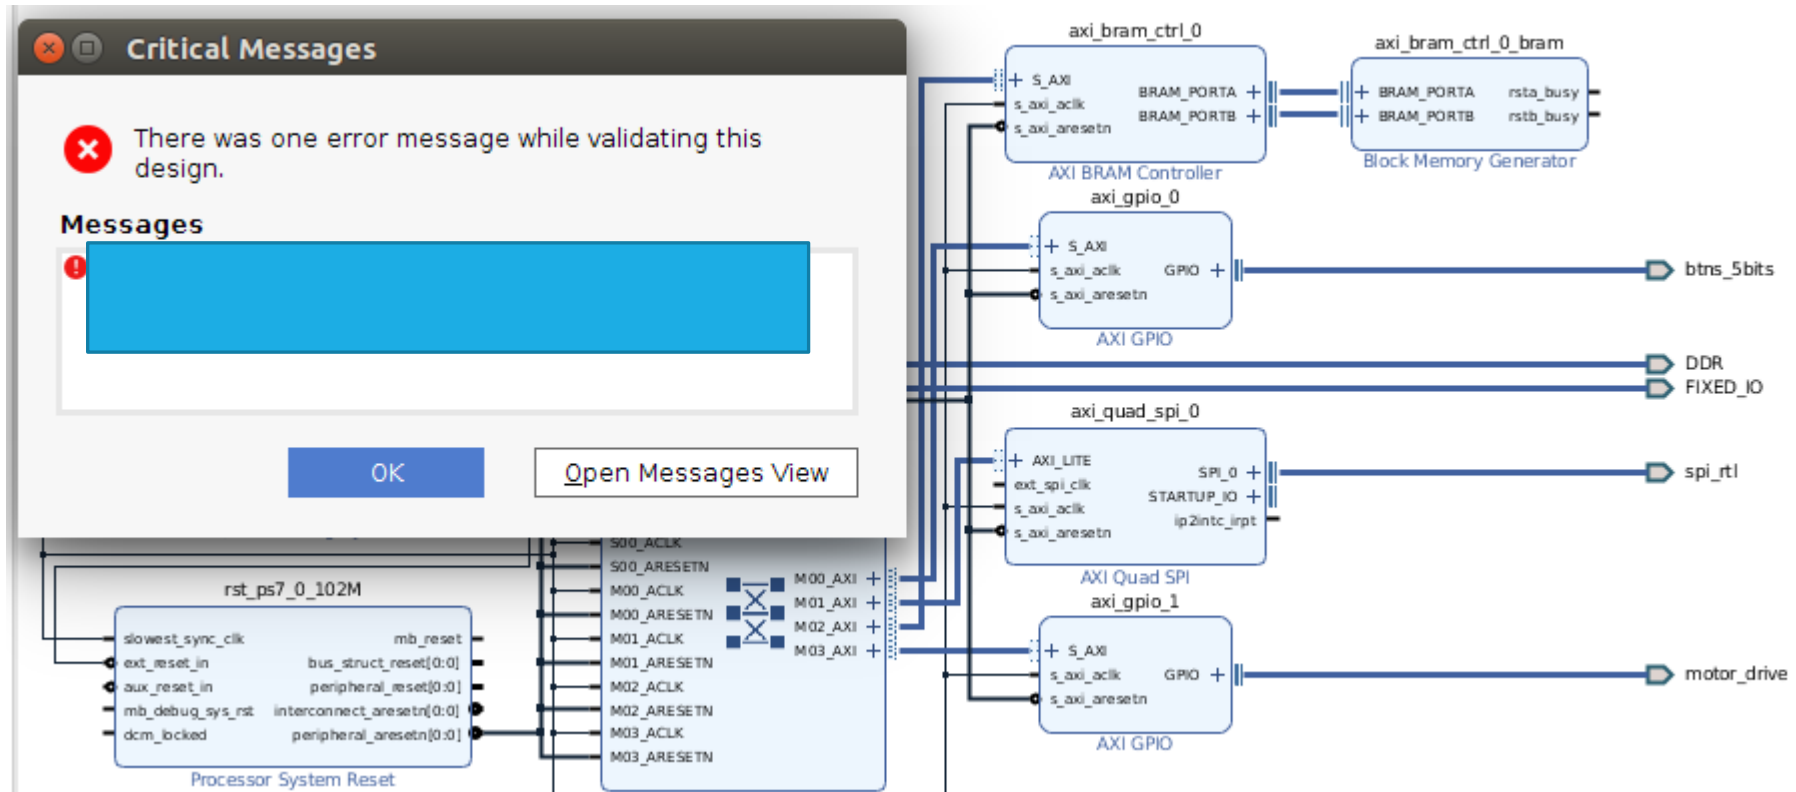 Critical Messages
There was one error message while validating this
design.
Messages
OK
Open Messages View
axi_bram_ctrl_0
S_AXI
s_axi_aclk
s_axi_aresetn
BRAM_PORTA
BRAM_PORTB
AXI BRAM Controller
axi_bram_ctrl_0_bram
BRAM_PORTA
BRAM_PORTB
rsta_busy
rstb_busy
Block Memory Generator
axi_gpio_0
S_AXI
s_axi_aclk
s_axi_aresetn
GPIO
AXI GPIO
btns_5bits
DDR
FIXED_IO
axi_quad_spi_0
AXI_LITE
ext_spi_clk
s_axi_aclk
s_axi_aresetn
SPI_0
STARTUP_IO
ip2intc_irpt
AXI Quad SPI
spi_rtl
axi_gpio_1
S_AXI
s_axi_aclk
s_axi_aresetn
GPIO
AXI GPIO
motor_drive
S00_ACLK
S00_ARESETN
M00_ACLK
M00_ARESETN
M01_ACLK
M01_ARESETN
M02_ACLK
M02_ARESETN
M03_ACLK
M03_ARESETN
M00_AXI
M01_AXI
M02_AXI
M03_AXI
rst_ps7_0_102M
slowest_sync_clk
ext_reset_in
aux_reset_in
mb_debug_sys_rst
dcm_locked
mb_reset
bus_struct_reset[0:0]
peripheral_reset[0:0]
interconnect_aresetn[0:0]
peripheral_aresetn[0:0]
Processor System Reset